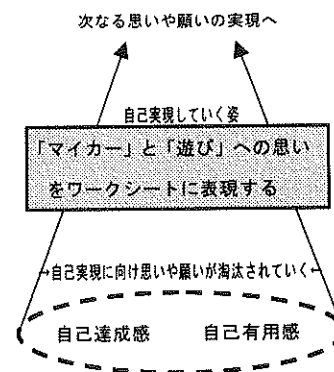 次なる思いや願いの実現へ
自己実現していく姿
「マイカー」と「遊び」への思い
をワークシートに表現する
→自己実現に向け思いや願いが淘汰されていく←
自己達成感 自己有用感